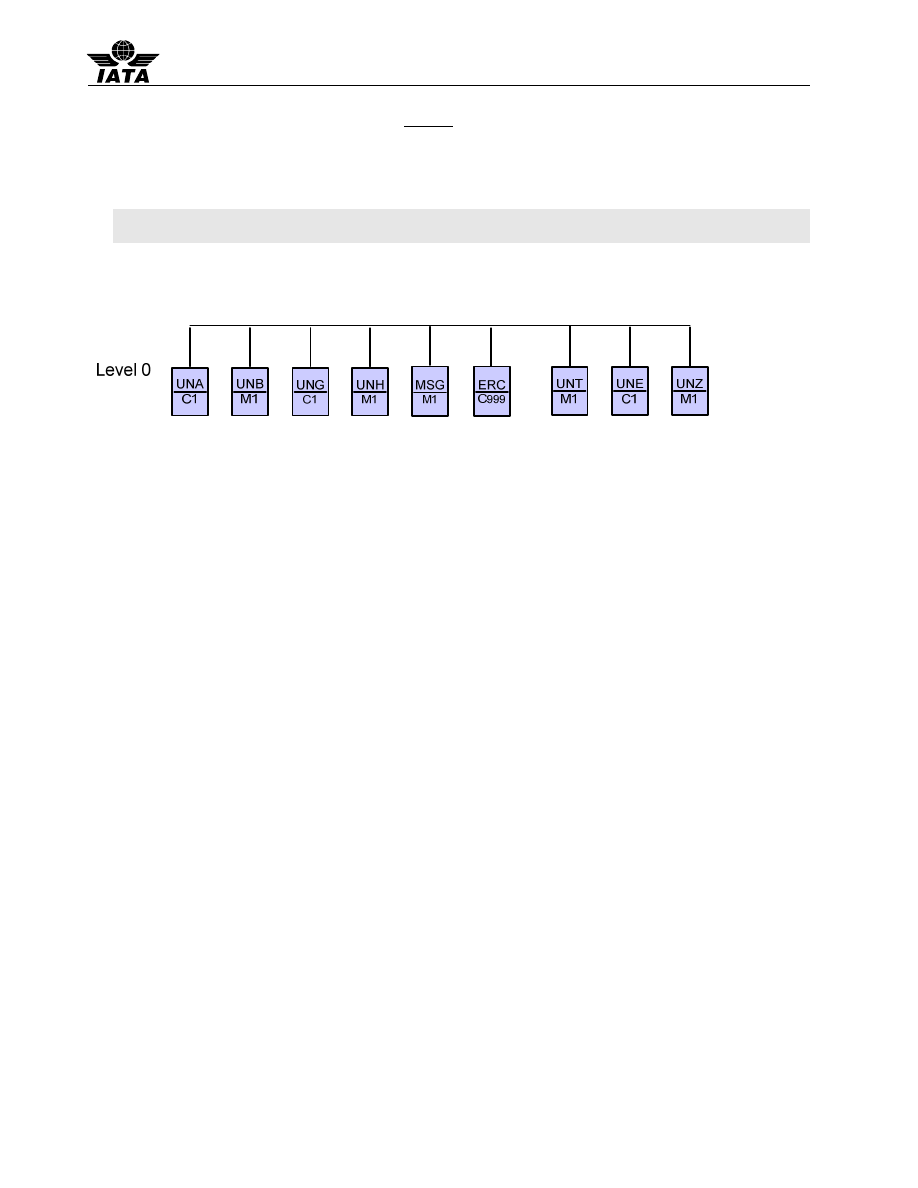 IATA
Level 0
UNA UNB UNG UNH MSG ERC UNT UNE UNZ
C1 M1 C1 M1 M1 C999 M1 C1 M1